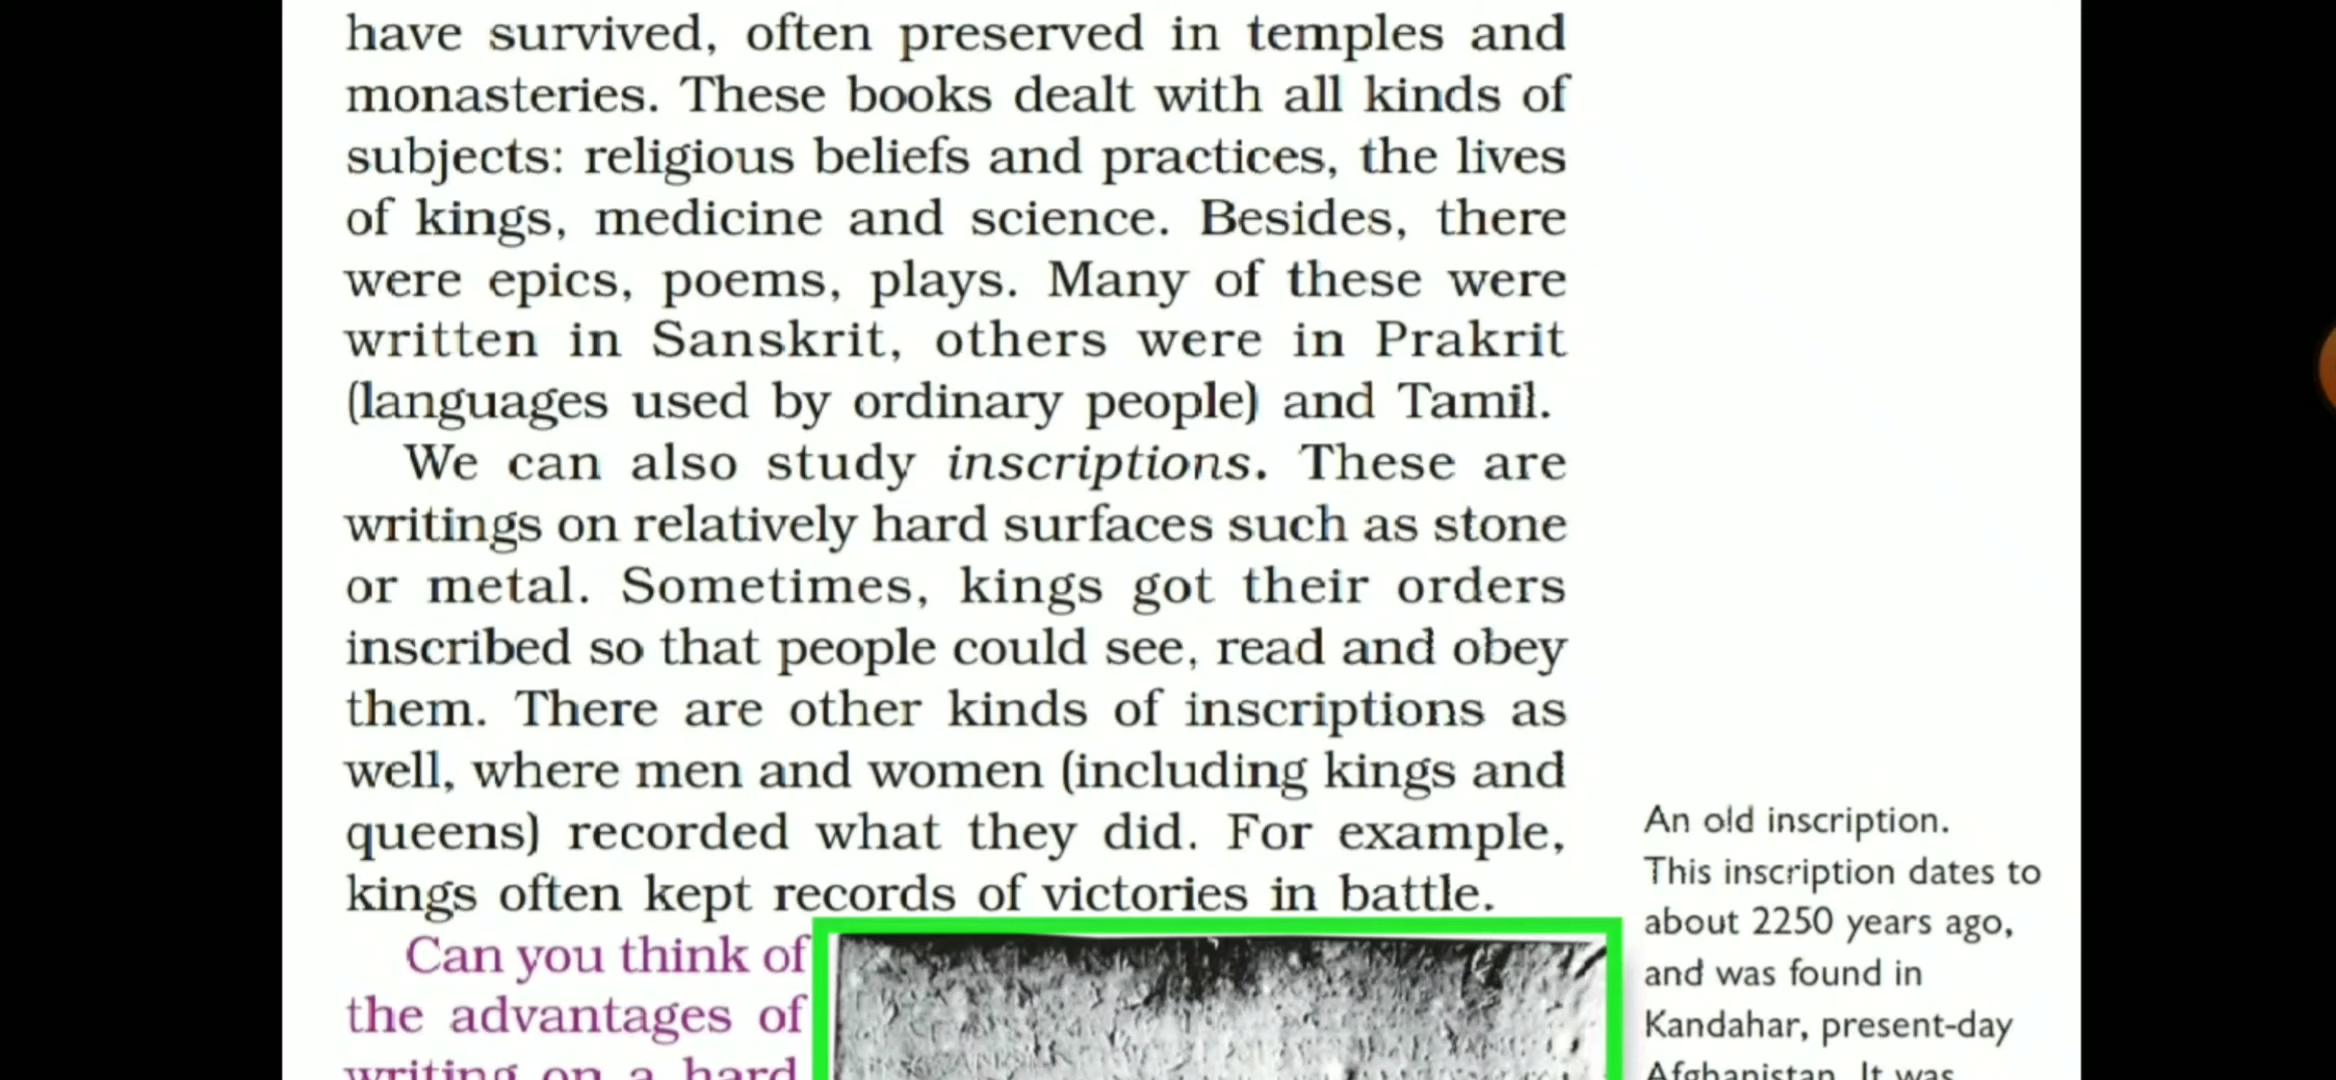 have survived, often preserved in temples and
monasteries. These books dealt with all kinds of
subjects: religious beliefs and practices, the lives
of kings, medicine and science. Besides, there
were epics, poems, plays. Many of these were
written in Sanskrit, others were in Prakrit
(languages used by ordinary people) and Tamil.
We can also study inscriptions. These are
writings on relatively hard surfaces such as stone
or metal. Sometimes, kings got their orders
inscribed so that people could see, read and obey
them. There are other kinds of inscriptions as
well, where men and women (including kings and
queens) recorded what they did. For example,
kings often kept records of victories in battle.
Can you think of
the advantages of
writing on a hard
An old inscription.
This inscription dates to
about 2250 years ago,
and was found in
Kandahar, present-day
Afghanistan. It was